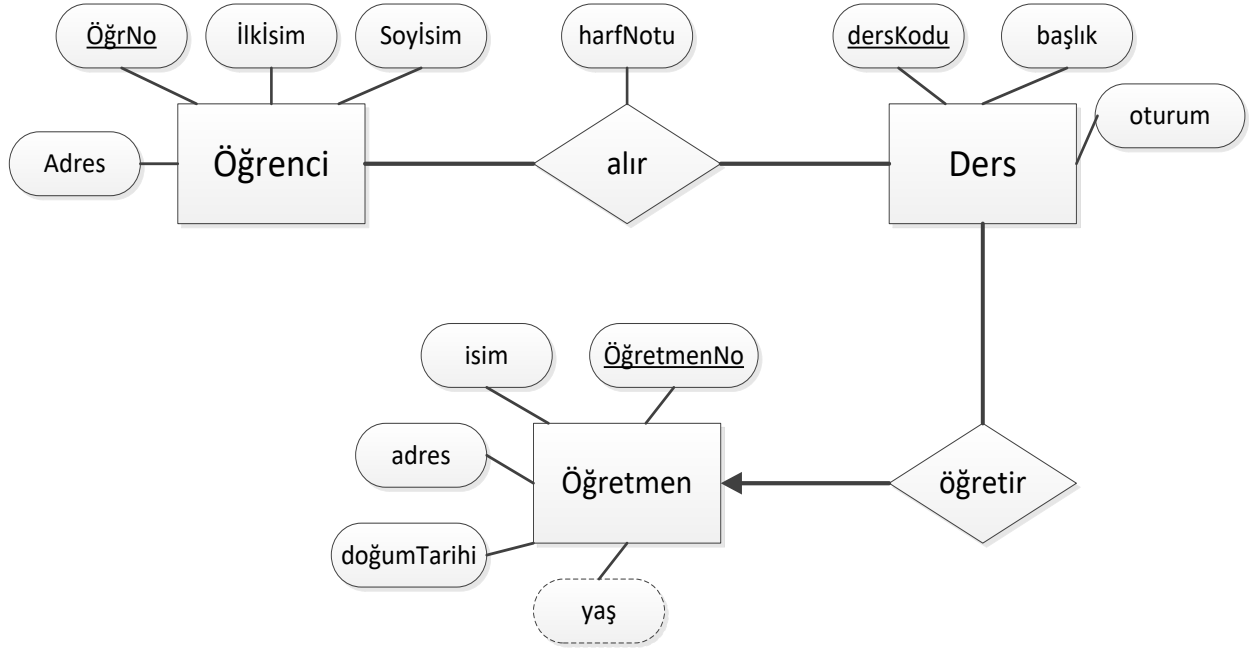 ÖğrNo
İlkİsim
Soyİsim
harfNotu
dersKodu
başlık
oturum
Adres
Öğrenci
alır
Ders
isim
ÖğretmenNo
adres
Öğretmen
öğretir
doğumTarihi
yaş